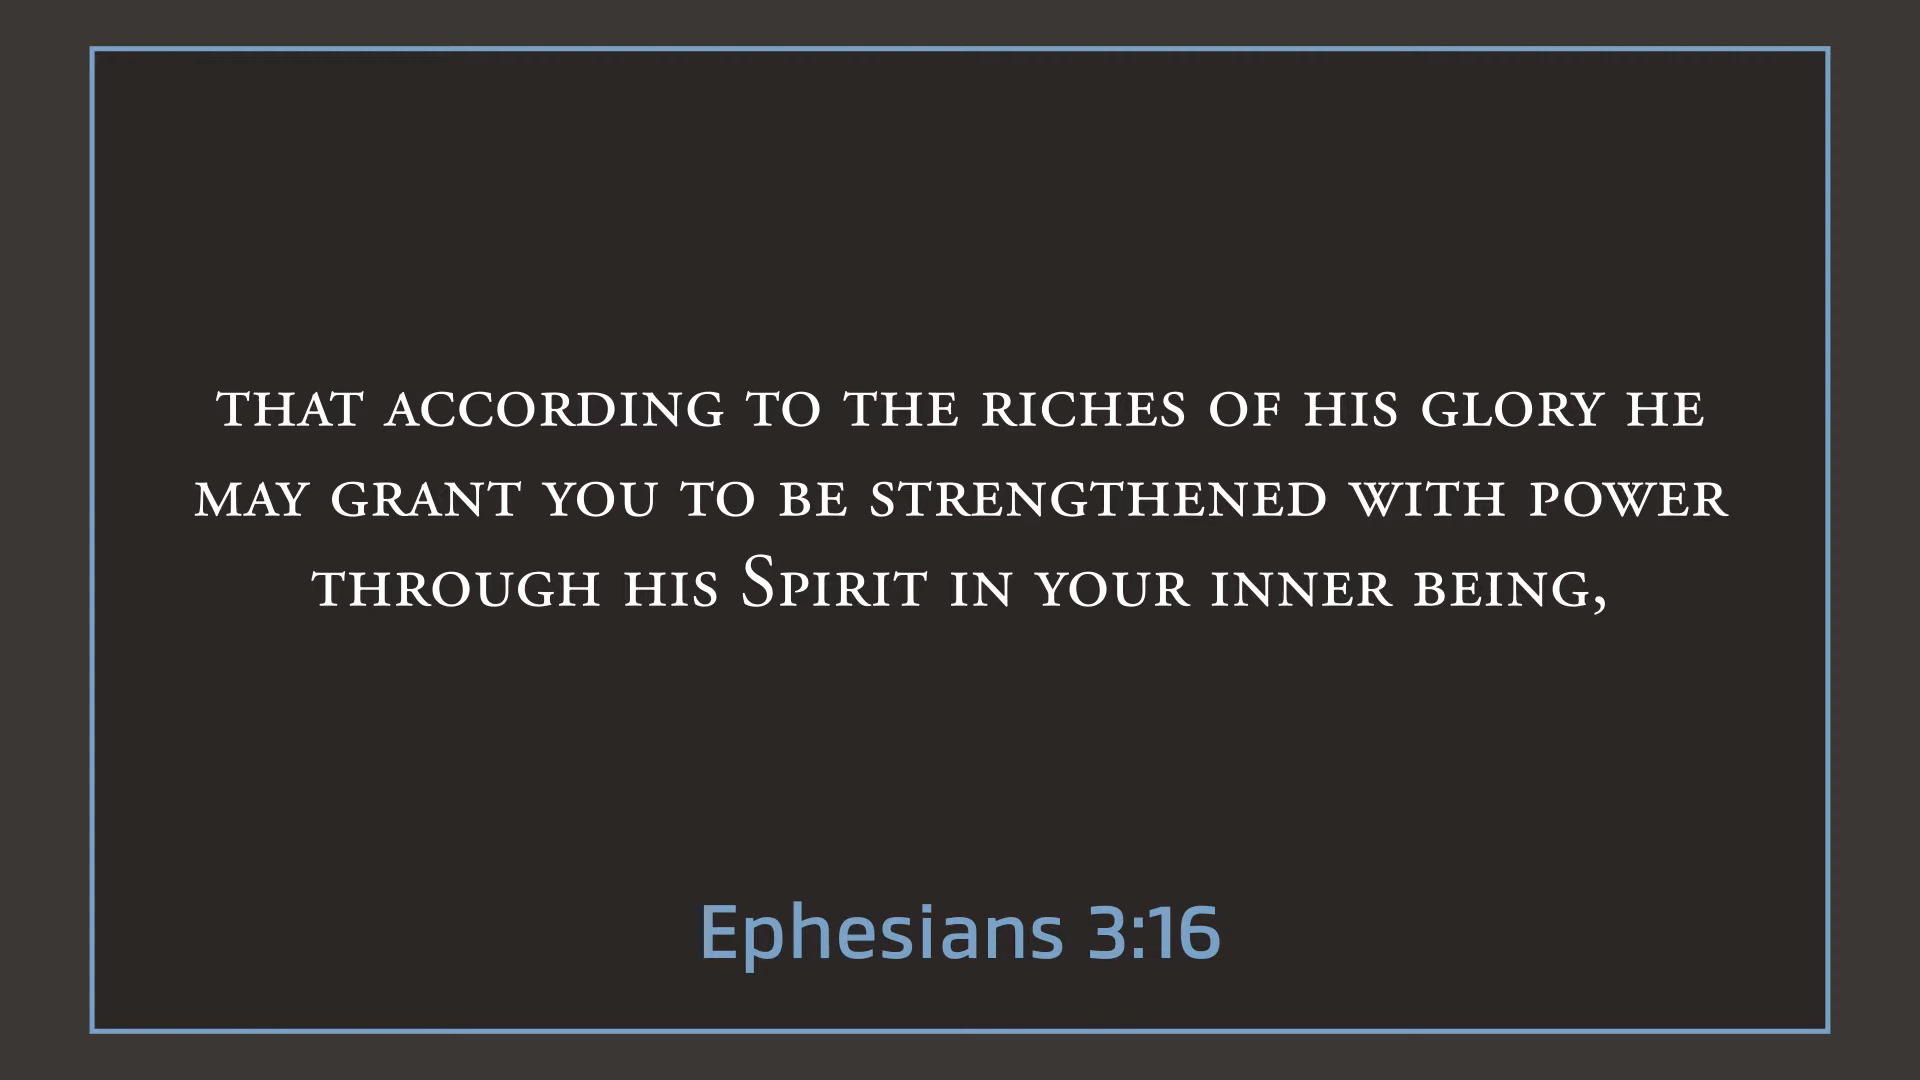 that according to the riches of his glory he
may grant you to be strengthened with power
through his Spirit in your inner being,
Ephesians 3:16